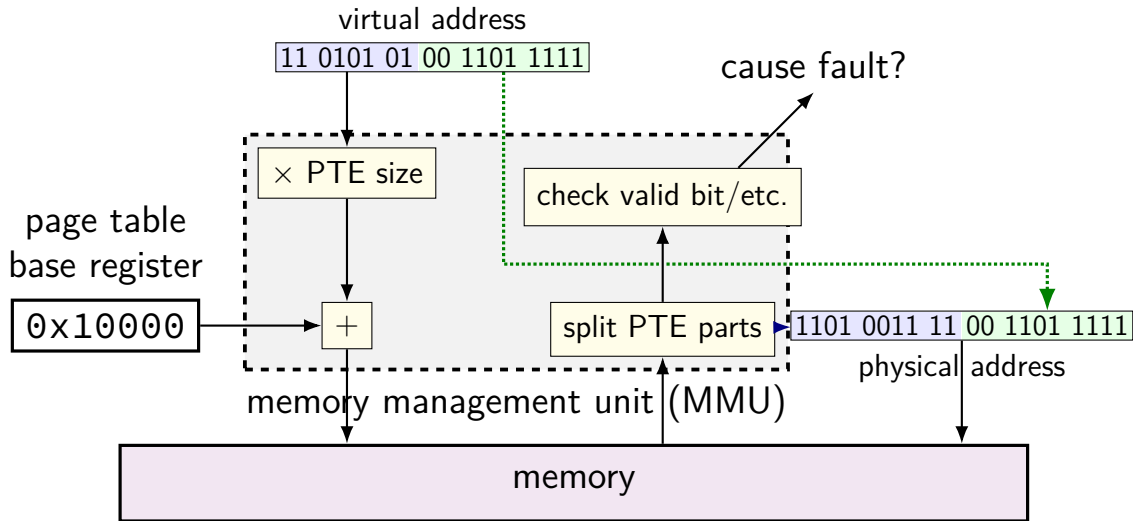 virtual address
11 0101 01 00 1101 1111
cause fault?
× PTE size
check valid bit/etc.
page table
base register
0x10000
+
split PTE parts
1101 0011 11 00 1101 1111
physical address
memory management unit (MMU)
memory